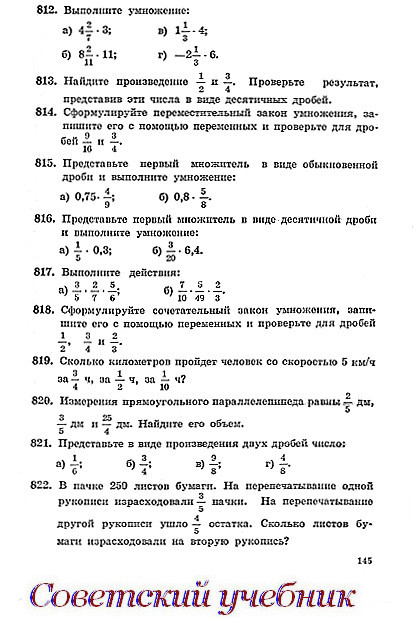 812. Выполните умножение:
а) 4 2/7 · 3; в) 1 1/3 · 4;
б) 8 2/11 · 11; г) −2 1/3 · 6.
813. Найдите произведение 1/2 и 3/4. Проверьте результат,
представив эти числа в виде десятичных дробей.
814. Сформулируйте переместительный закон умножения, за-
пишите его с помощью переменных и проверьте для дро-
бей 9/16 и 3/4.
815. Представьте первый множитель в виде обыкновенной
дроби и выполните умножение:
а) 0,75 · 4/9; б) 0,8 · 5/8.
816. Представьте первый множитель в виде десятичной дроби
и выполните умножение:
а) 1/5 · 0,3; б) 3/20 · 6,4.
817. Выполните действия:
а) 3/5 · 2/7 · 5/6; б) 7/10 · 5/49 · 2/3.
818. Сформулируйте сочетательный закон умножения, запи-
шите его с помощью переменных и проверьте для дробей
1/2, 3/4 и 2/3.
819. Сколько километров пройдет человек со скоростью 5 км/ч
за 3/4 ч, за 1/2 ч, за 1/10 ч?
820. Измерения прямоугольного параллелепипеда равны 2/5 дм,
3/5 дм и 25/4 дм. Найдите его объем.
821. Представьте в виде произведения двух дробей число:
а) 1/6; б) 3/4; в) 9/8; г) 4/8.
822. В пачке 250 листов бумаги. На перепечатывание одной
рукописи израсходовали 3/5 пачки. На перепечатывание
другой рукописи ушло 4/5 остатка. Сколько листов бу-
маги израсходовали на вторую рукопись?
145
Советский учебник